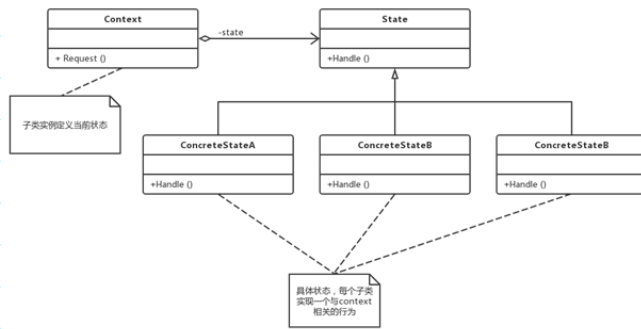 Context
State
-state
+ Request ()
+Handle ()
子类实例定义当前状态
ConcreteStateA
ConcreteStateB
ConcreteStateB
+Handle ()
+Handle ()
+Handle ()
具体状态，每个子类
实现一个与context
相关的行为